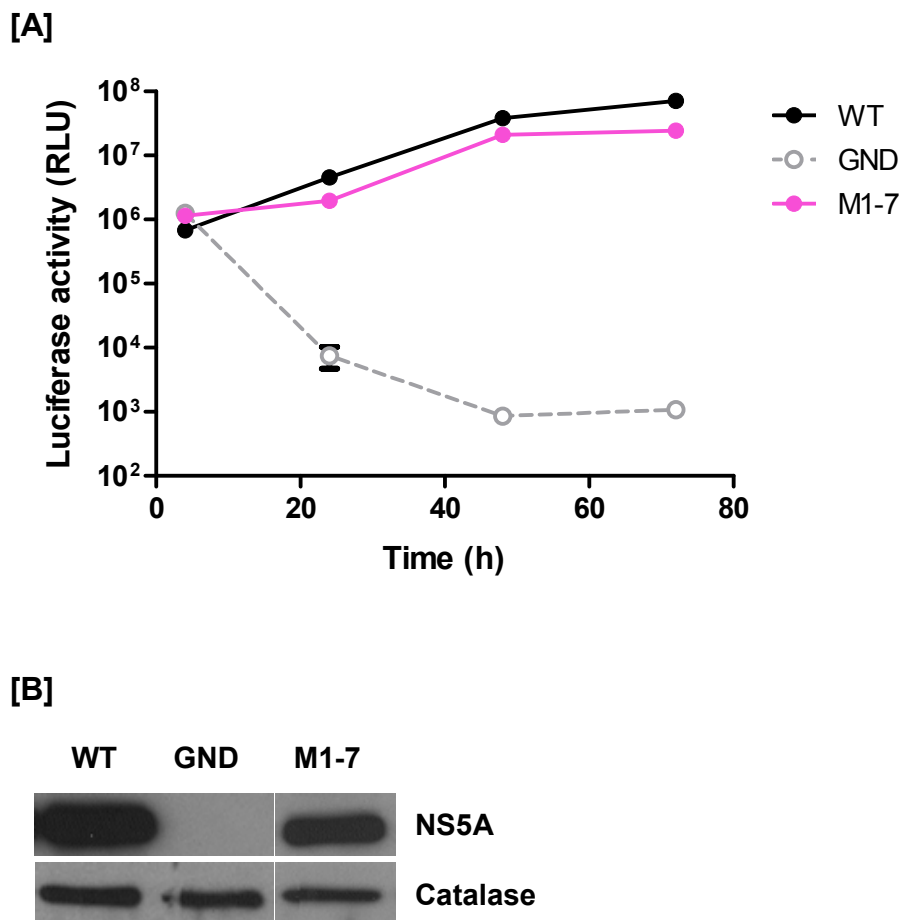 [A]
Luciferase activity (RLU)
10⁸
10⁷
10⁶
10⁵
10⁴
10³
10²
0 20 40 60 80
Time (h)
WT
GND
M1-7
[B]
WT GND M1-7
NS5A
Catalase